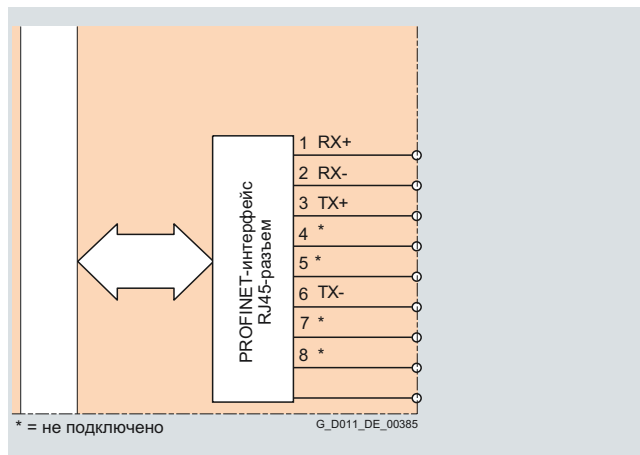 1 RX+
2 RX-
3 TX+
4 *
5 *
6 TX-
7 *
8 *
PROFINET-интерфейс
RJ45-разъем
* = не подключено
G_D011_DE_00385